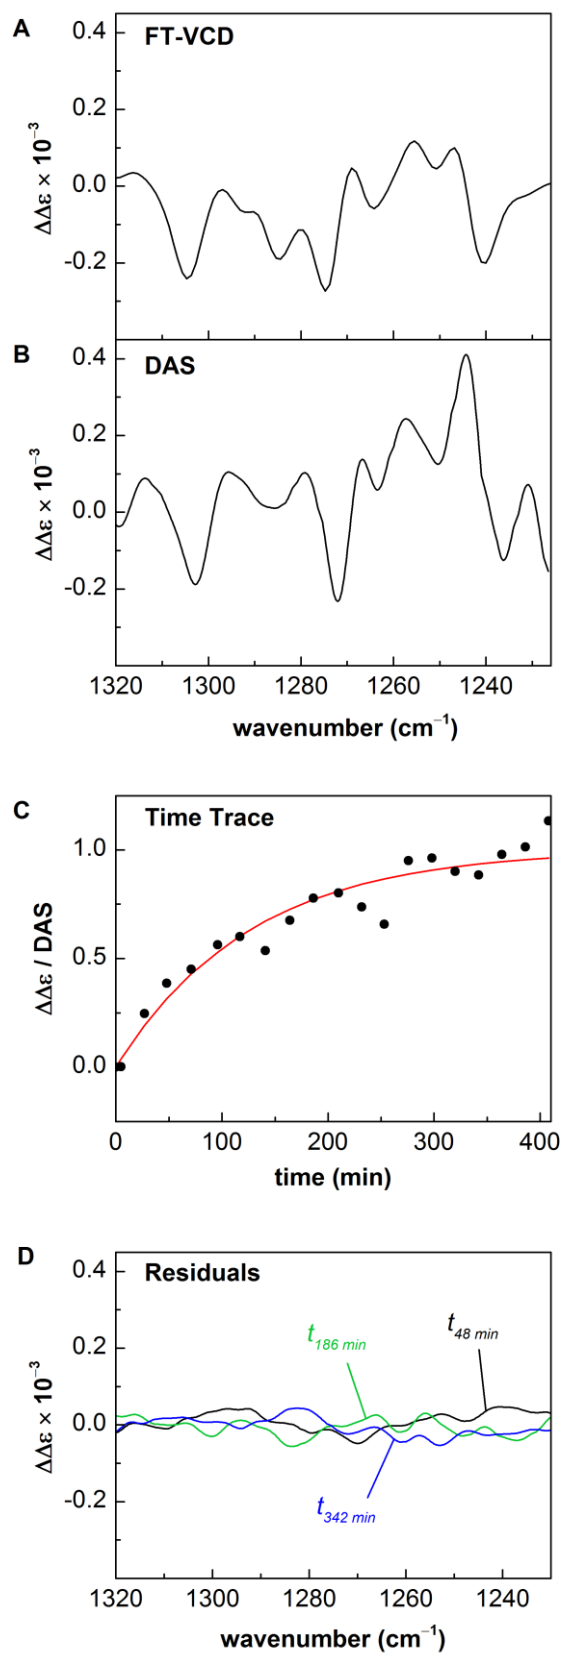 A
FT-VCD
0.4
0.2
0.0
-0.2
ΔΔε × 10⁻³
B
DAS
0.4
0.2
0.0
-0.2
ΔΔε × 10⁻³
1320 1300 1280 1260 1240
wavenumber (cm⁻¹)
C
Time Trace
1.0
0.5
0.0
ΔΔε / DAS
0 100 200 300 400
time (min)
D
Residuals
0.4
0.2
0.0
-0.2
ΔΔε × 10⁻³
t186 min
t48 min
t342 min
1320 1300 1280 1260 1240
wavenumber (cm⁻¹)